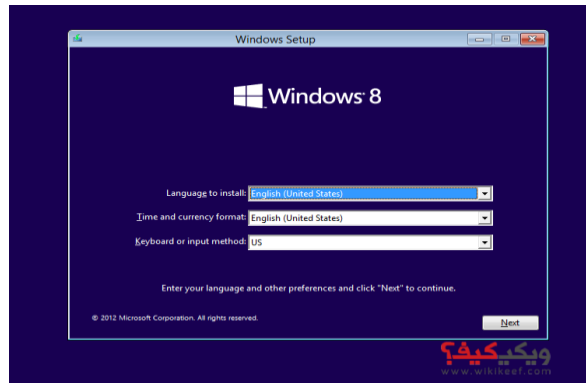 Windows Setup
Windows 8
Language to install: English (United States)
Time and currency format: English (United States)
Keyboard or input method: US
Enter your language and other preferences and click "Next" to continue.
© 2012 Microsoft Corporation. All rights reserved.
Next
ويكيكيف؟
www.wikikeef.com